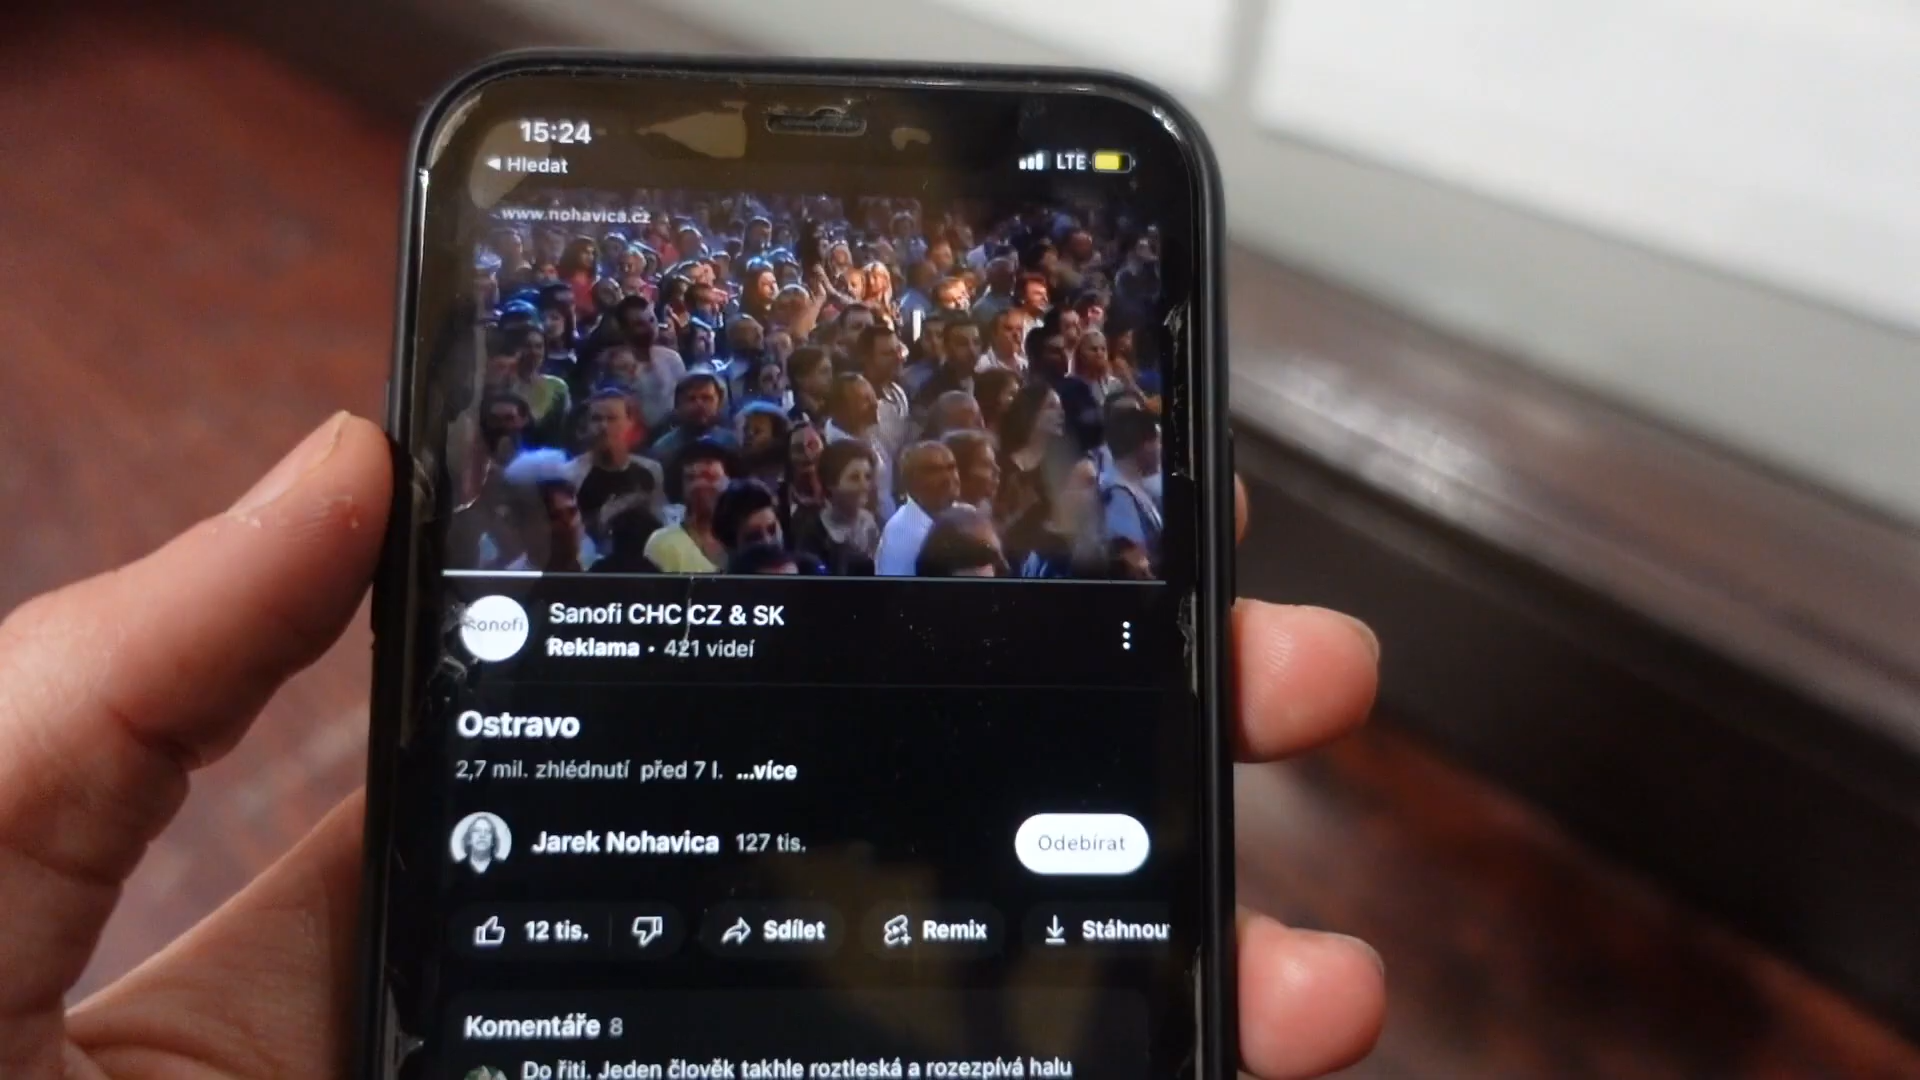 15:24
◀ Hledat
LTE
www.nohavica.cz
sanofi
Sanofi CHC CZ & SK
Reklama • 421 videí
Ostravo
2,7 mil. zhlédnutí před 7 l. ...více
Jarek Nohavica 127 tis.
Odebírat
12 tis.
Sdílet
Remix
Stáhnou
Komentáře 8
Do řiti. Jeden člověk takhle roztleská a rozezpívá halu